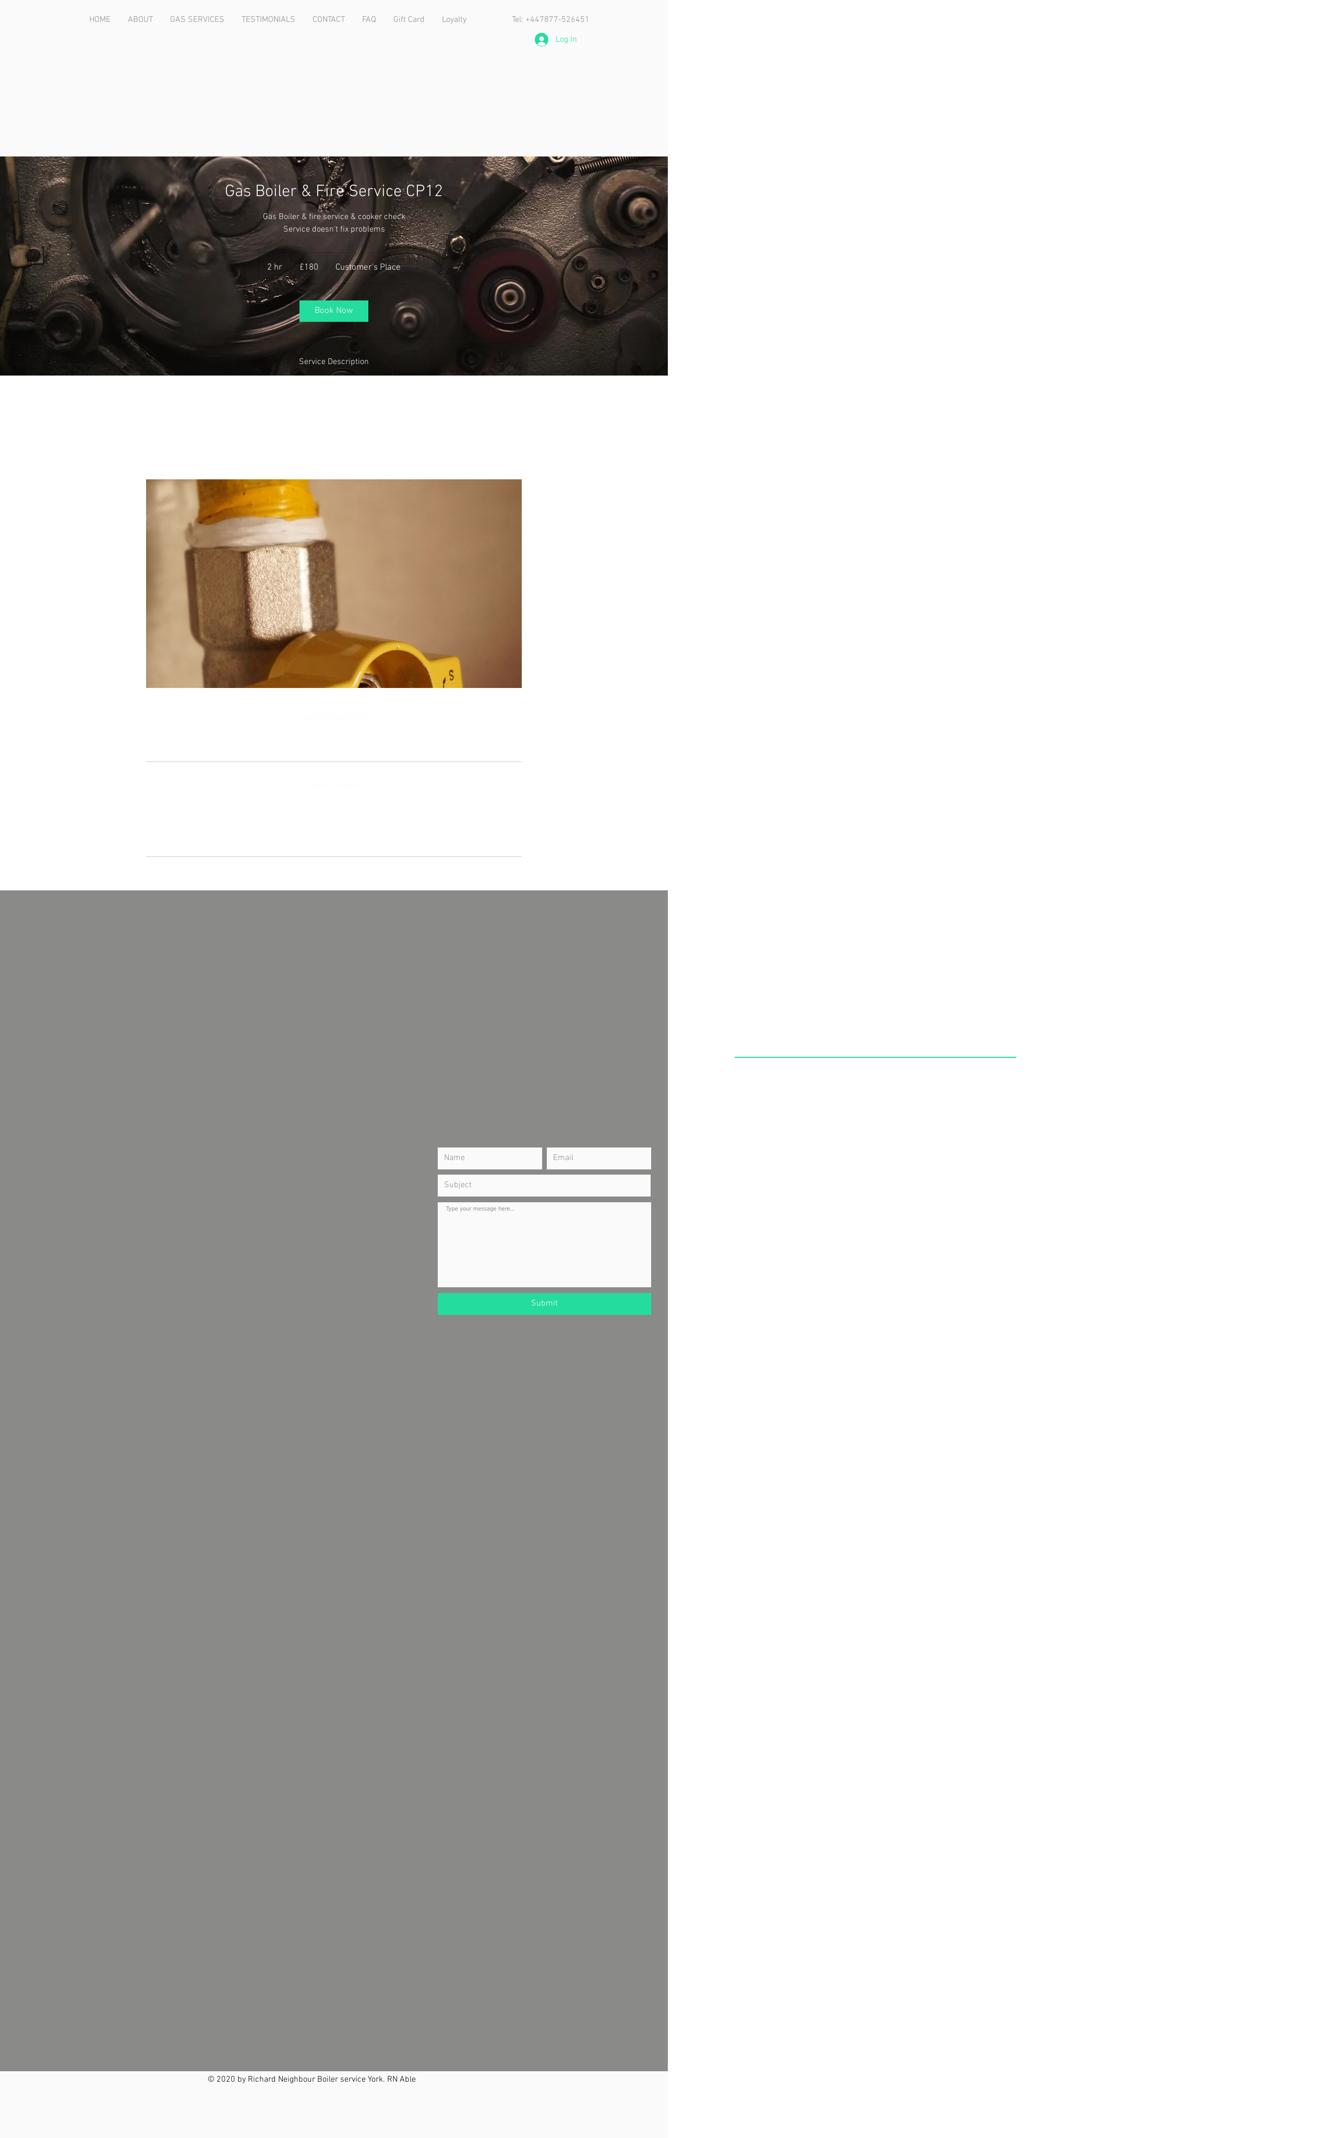 HOME ABOUT GAS SERVICES TESTIMONIALS CONTACT FAQ Gift Card Loyalty Tel: +447877-526451
Log In
Gas Boiler & Fire Service CP12
Gas Boiler & fire service & cooker check
Service doesn't fix problems
2 hr £180 Customer's Place
Book Now
Service Description
S
Name Email
Subject
Type your message here...
Submit
© 2020 by Richard Neighbour Boiler service York. RN Able